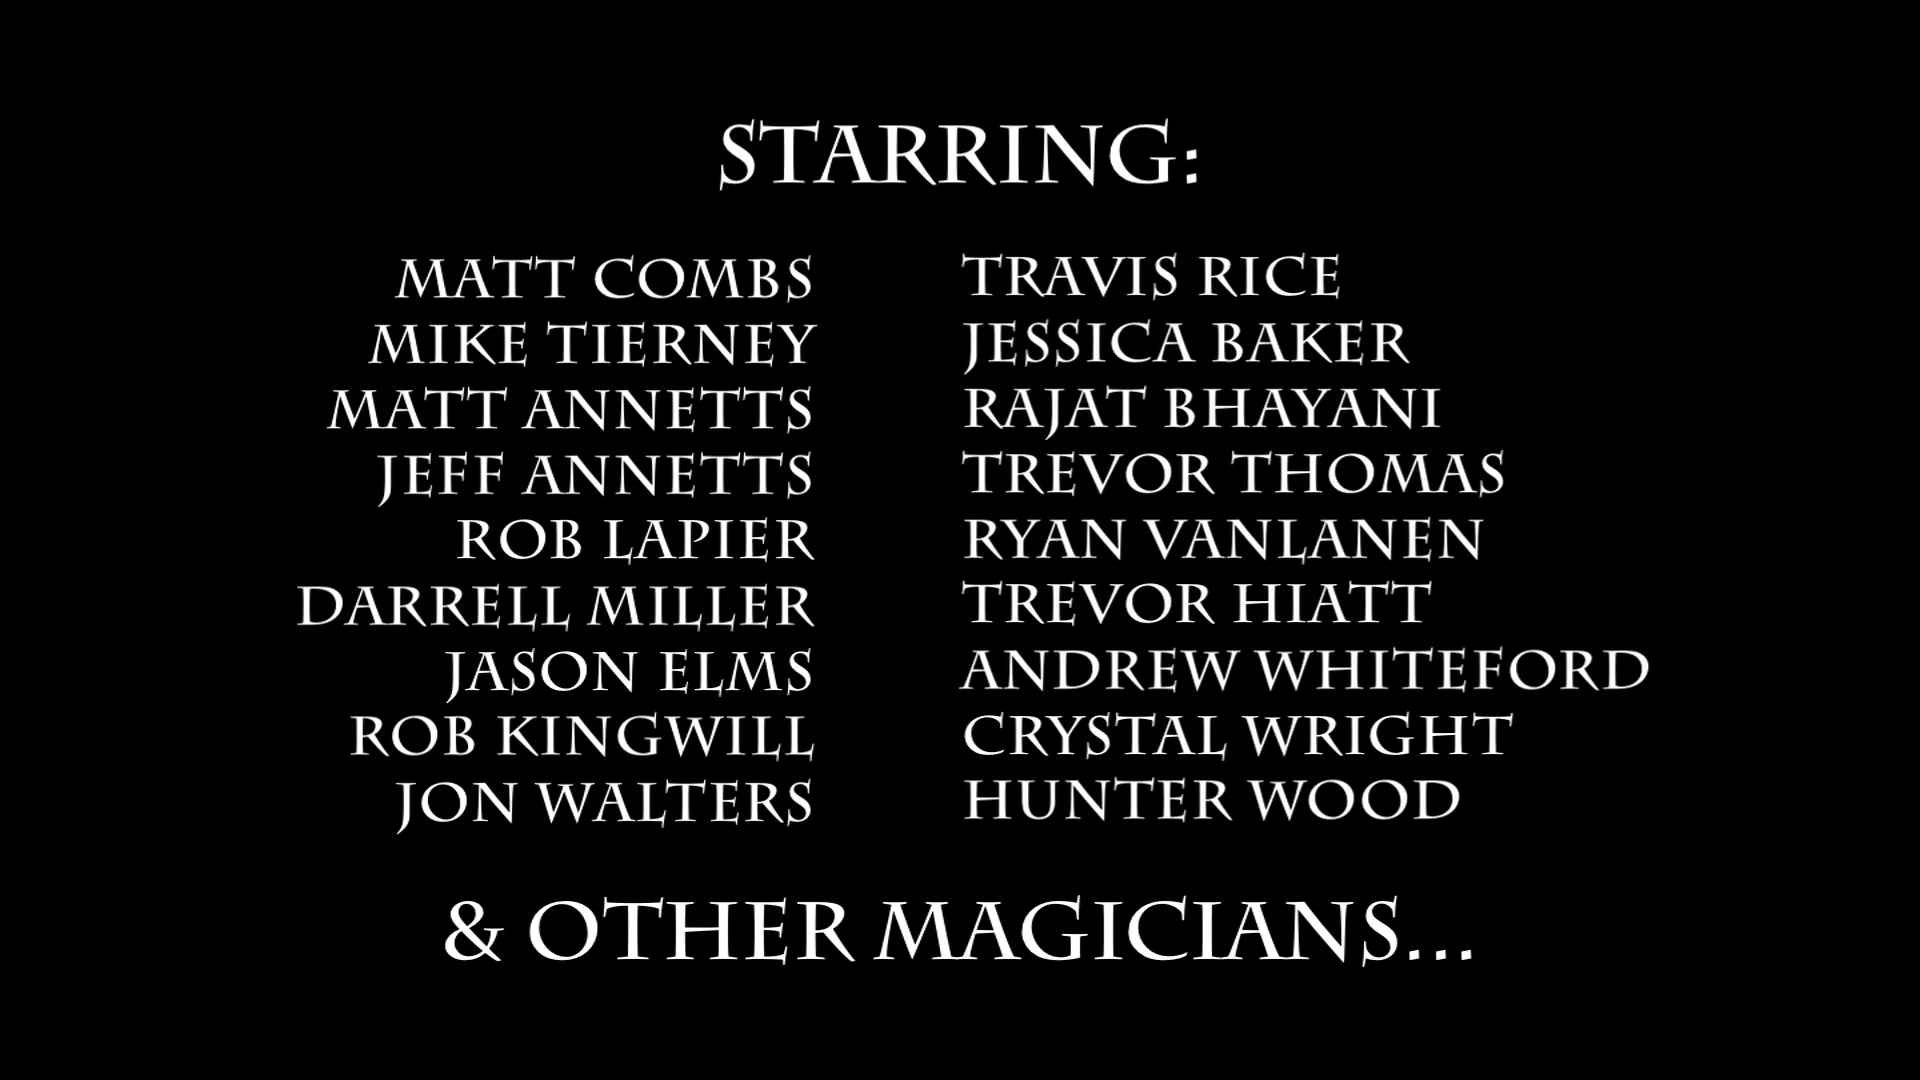 STARRING:
MATT COMBS
MIKE TIERNEY
MATT ANNETTS
JEFF ANNETTS
ROB LAPIER
DARRELL MILLER
JASON ELMS
ROB KINGWILL
JON WALTERS
TRAVIS RICE
JESSICA BAKER
RAJAT BHAYANI
TREVOR THOMAS
RYAN VANLANEN
TREVOR HIATT
ANDREW WHITEFORD
CRYSTAL WRIGHT
HUNTER WOOD
& OTHER MAGICIANS...